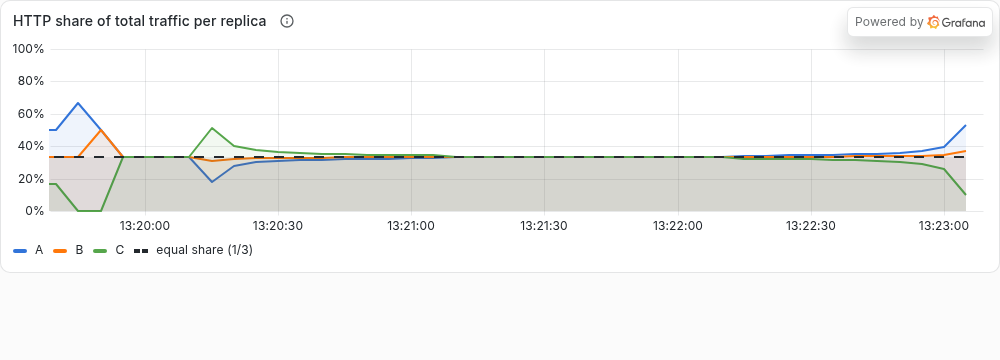 HTTP share of total traffic per replica
Powered by Grafana
100%
80%
60%
40%
20%
0%
13:20:00 13:20:30 13:21:00 13:21:30 13:22:00 13:22:30 13:23:00
A B C equal share (1/3)